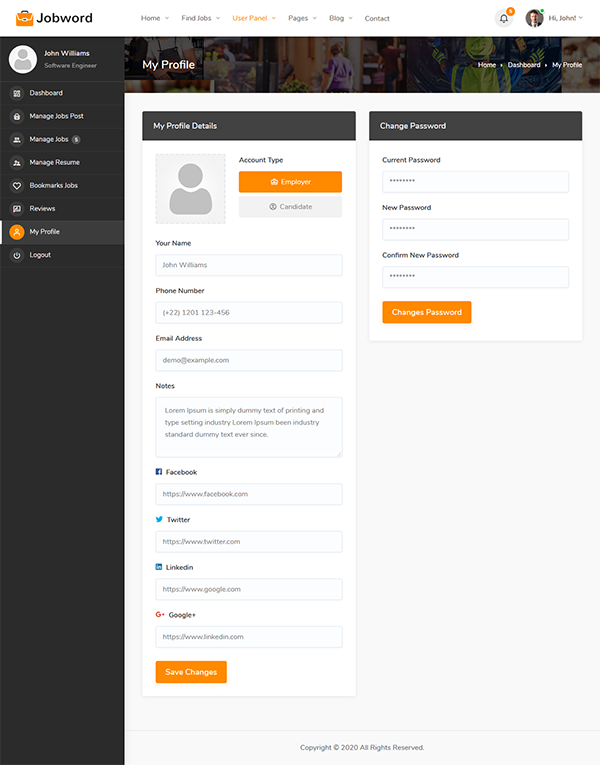 Jobword
Home Find Jobs User Panel Pages Blog Contact
5
Hi, John!
John Williams
Software Engineer
Dashboard
Manage Jobs Post
Manage Jobs 5
Manage Resume
Bookmarks Jobs
Reviews
My Profile
Logout
My Profile
Home Dashboard My Profile
My Profile Details
Account Type
Employer
Candidate
Your Name
John Williams
Phone Number
(+22) 1201 123-456
Email Address
demo@example.com
Notes
Lorem Ipsum is simply dummy text of printing and
type setting industry Lorem Ipsum been industry
standard dummy text ever since.
Facebook
https://www.facebook.com
Twitter
https://www.twitter.com
Linkedin
https://www.google.com
G+ Google+
https://www.linkedin.com
Save Changes
Change Password
Current Password
********
New Password
********
Confirm New Password
********
Changes Password
Copyright © 2020 All Rights Reserved.